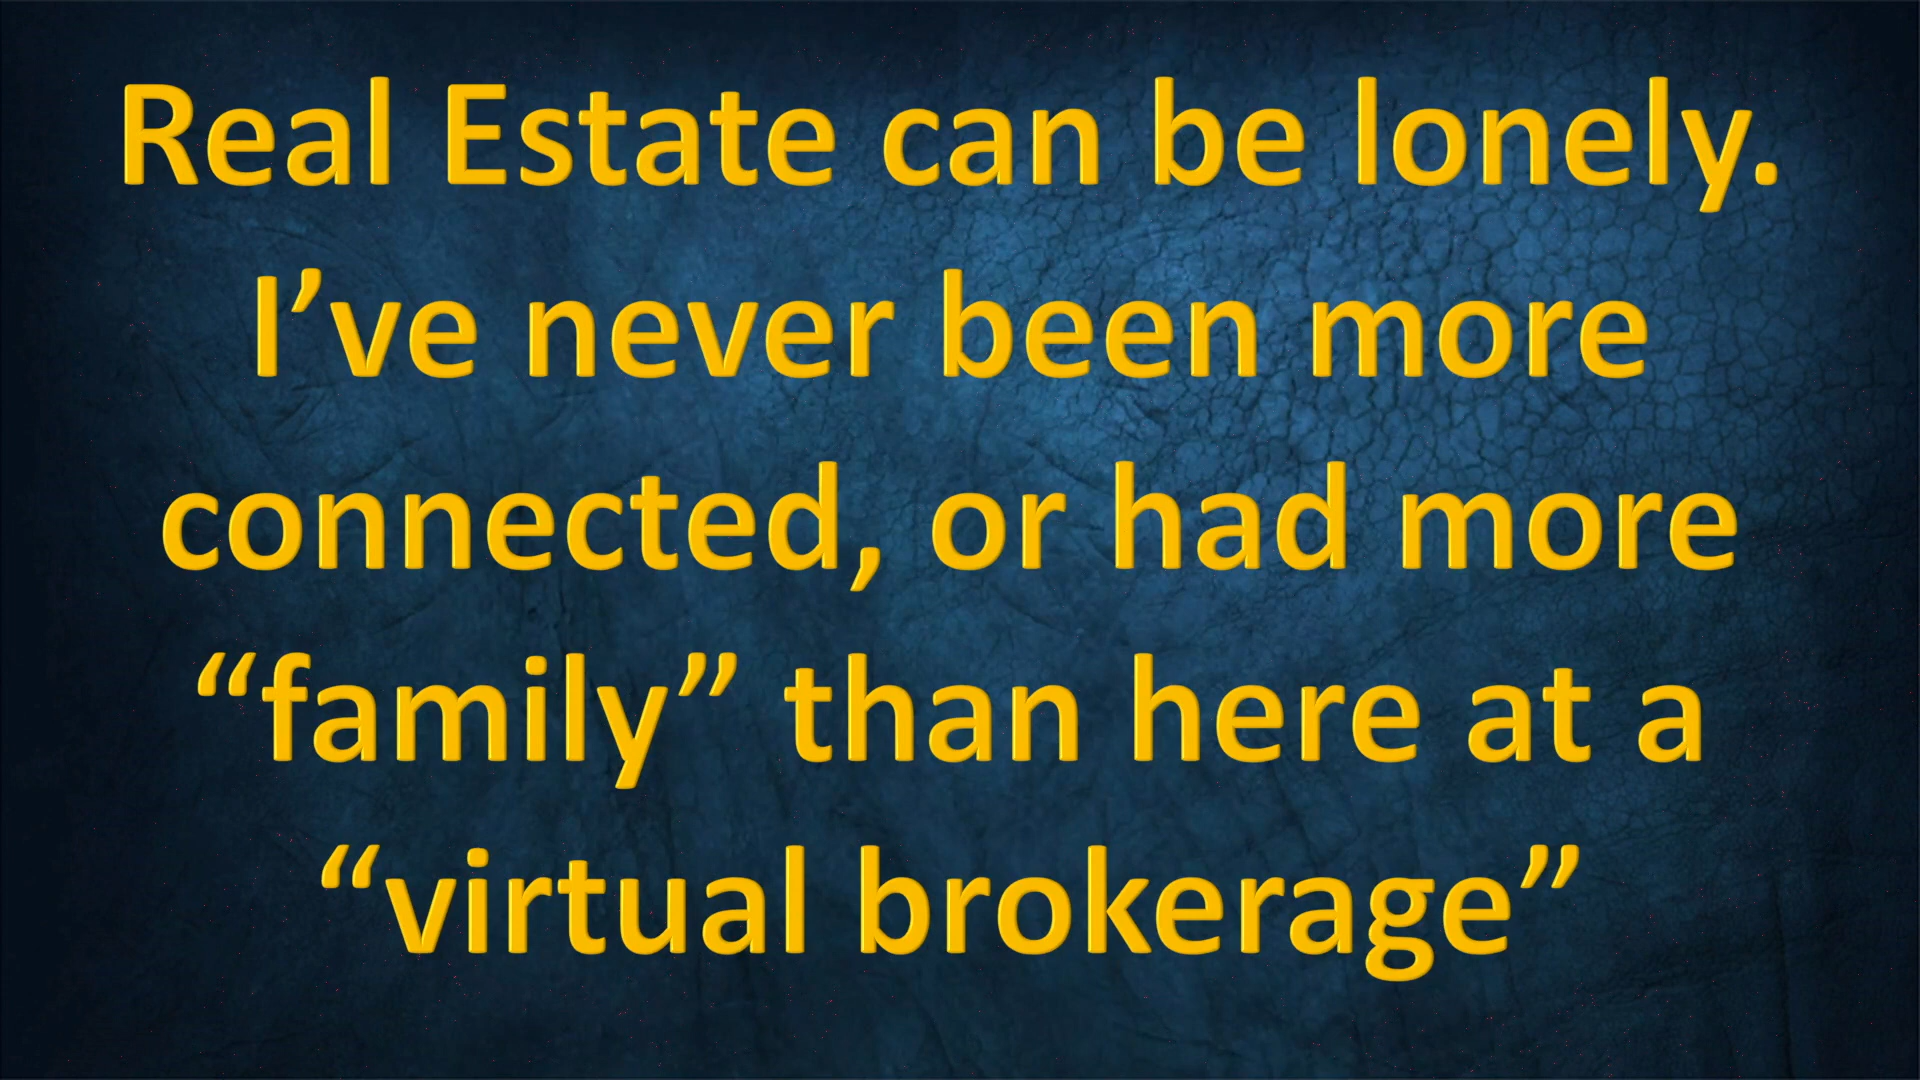 Real Estate can be lonely.
I’ve never been more
connected, or had more
“family” than here at a
“virtual brokerage”